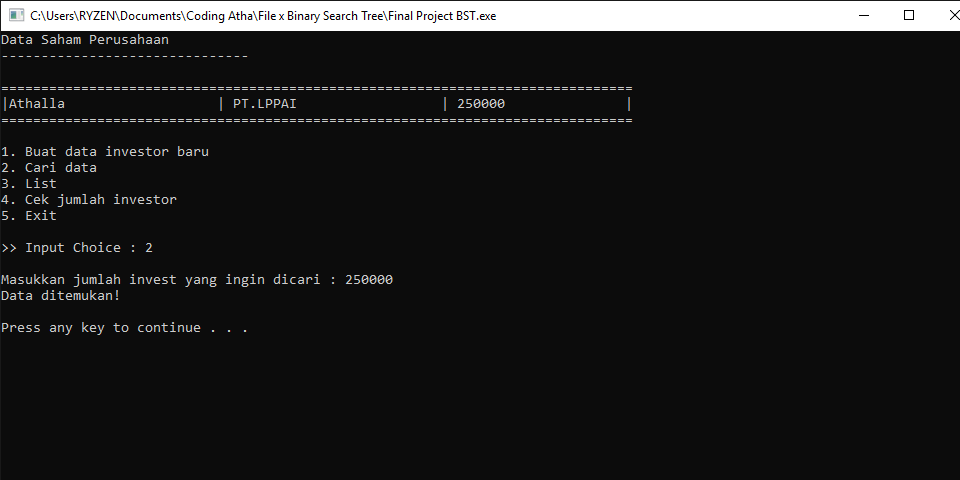 C:\Users\RYZEN\Documents\Coding Atha\File x Binary Search Tree\Final Project BST.exe
Data Saham Perusahaan
-------------------------------
===============================================================================
|Athalla | PT.LPPAI | 250000 |
===============================================================================
1. Buat data investor baru
2. Cari data
3. List
4. Cek jumlah investor
5. Exit
>> Input Choice : 2
Masukkan jumlah invest yang ingin dicari : 250000
Data ditemukan!
Press any key to continue . . .